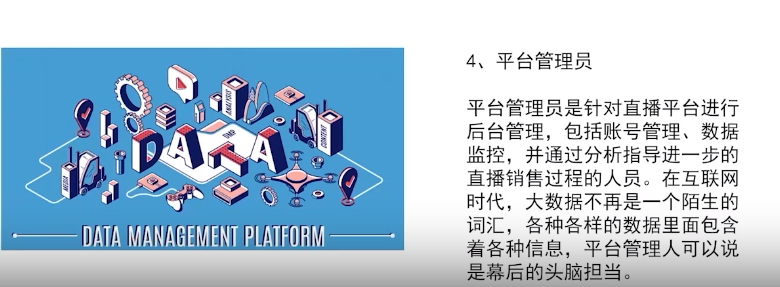 DATA
DATA MANAGEMENT PLATFORM
4、平台管理员
平台管理员是针对直播平台进行
后台管理，包括账号管理、数据
监控，并通过分析指导进一步的
直播销售过程的人员。在互联网
时代，大数据不再是一个陌生的
词汇，各种各样的数据里面包含
着各种信息，平台管理人可以说
是幕后的头脑担当。